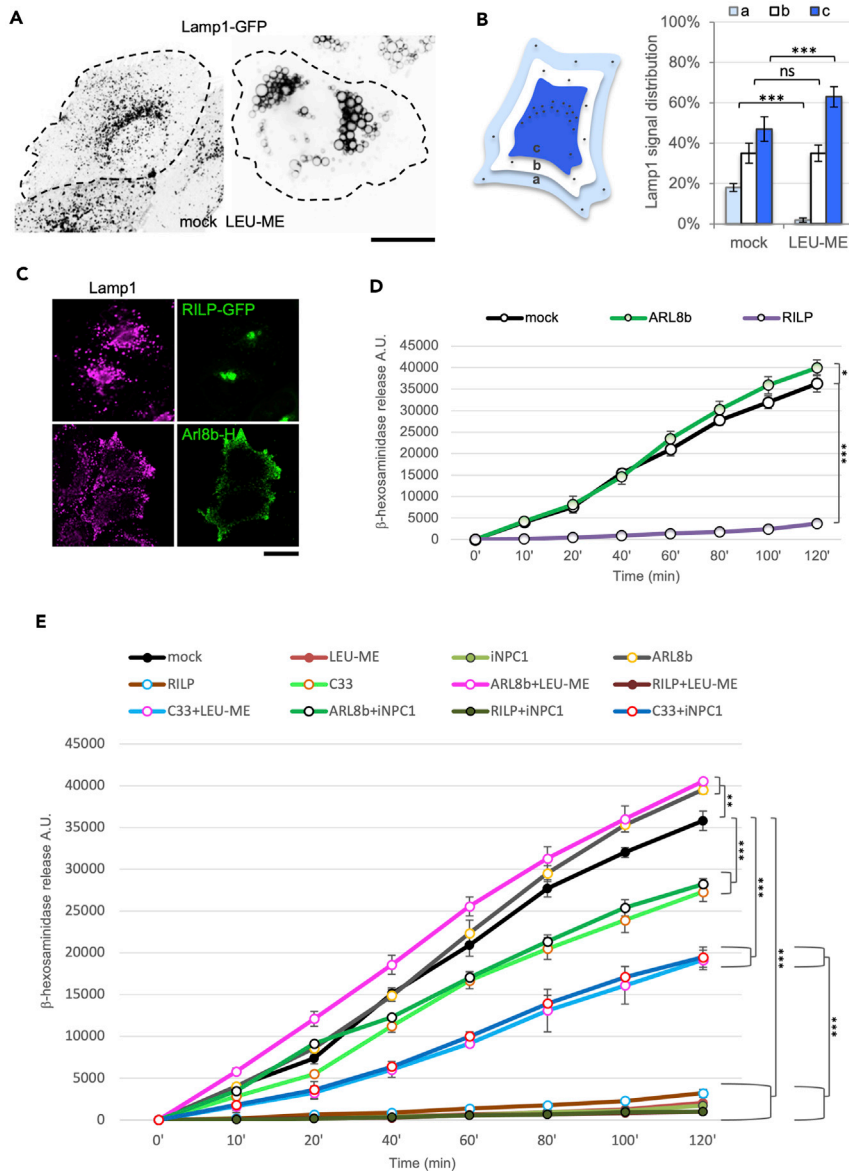 A
Lamp1-GFP
mock LEU-ME
B
c
b
a
a b c
Lamp1 signal distribution
100%
80%
60%
40%
20%
0%
***
ns
***
mock LEU-ME
C
Lamp1
RILP-GFP
Arl8b-HA
D
mock ARL8b RILP
β-hexosaminidase release A.U.
45000
40000
35000
30000
25000
20000
15000
10000
5000
0
0' 10' 20' 40' 60' 80' 100' 120'
Time (min)
*
***
E
mock LEU-ME iNPC1 ARL8b
RILP C33 ARL8b+LEU-ME RILP+LEU-ME
C33+LEU-ME ARL8b+iNPC1 RILP+iNPC1 C33+iNPC1
β-hexosaminidase release A.U.
45000
40000
35000
30000
25000
20000
15000
10000
5000
0
0' 10' 20' 40' 60' 80' 100' 120'
Time (min)
**
***
***
***
***